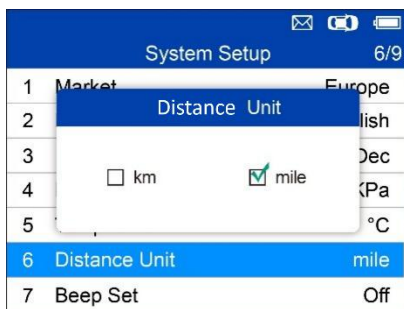 System Setup 6/9
1 Market Europe
Distance Unit
2 lish
3 Dec
km mile
4 KPa
5 °C
6 Distance Unit mile
7 Beep Set Off